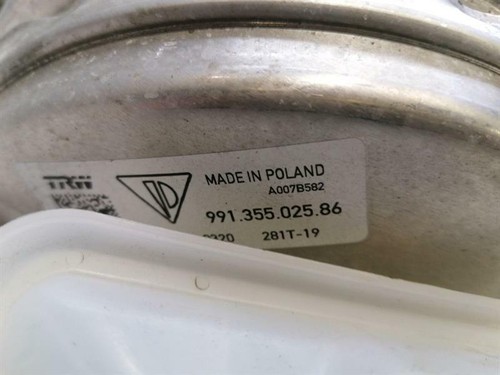 TRW
MADE IN POLAND
A007B582
991.355.025.86
281T-19